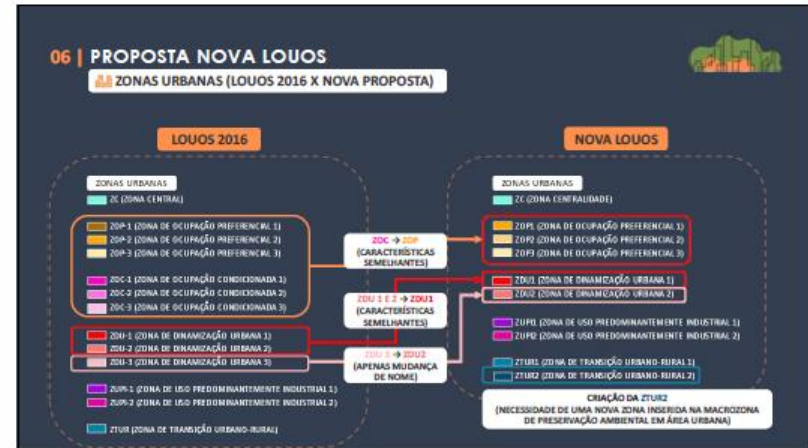 06 | PROPOSTA NOVA LOUOS
ZONAS URBANAS (LOUOS 2016 X NOVA PROPOSTA)
LOUOS 2016
ZONAS URBANAS
ZC (ZONA CENTRAL)
ZOP-1 (ZONA DE OCUPAÇÃO PREFERENCIAL 1)
ZOP-2 (ZONA DE OCUPAÇÃO PREFERENCIAL 2)
ZOP-3 (ZONA DE OCUPAÇÃO PREFERENCIAL 3)
ZOC-1 (ZONA DE OCUPAÇÃO CONDICIONADA 1)
ZOC-2 (ZONA DE OCUPAÇÃO CONDICIONADA 2)
ZOC-3 (ZONA DE OCUPAÇÃO CONDICIONADA 3)
ZDU-1 (ZONA DE DINAMIZAÇÃO URBANA 1)
ZDU-2 (ZONA DE DINAMIZAÇÃO URBANA 2)
ZDU-3 (ZONA DE DINAMIZAÇÃO URBANA 3)
ZUPI-1 (ZONA DE USO PREDOMINANTEMENTE INDUSTRIAL 1)
ZUPI-2 (ZONA DE USO PREDOMINANTEMENTE INDUSTRIAL 2)
ZTUR (ZONA DE TRANSIÇÃO URBANO-RURAL)
ZOC → ZOP
(CARACTERÍSTICAS
SEMELHANTES)
ZDU 1 E 2 → ZDU1
(CARACTERÍSTICAS
SEMELHANTES)
ZDU 3 → ZDU2
(APENAS MUDANÇA
DE NOME)
NOVA LOUOS
ZONAS URBANAS
ZC (ZONA CENTRALIDADE)
ZOP1 (ZONA DE OCUPAÇÃO PREFERENCIAL 1)
ZOP2 (ZONA DE OCUPAÇÃO PREFERENCIAL 2)
ZOP3 (ZONA DE OCUPAÇÃO PREFERENCIAL 3)
ZDU1 (ZONA DE DINAMIZAÇÃO URBANA 1)
ZDU2 (ZONA DE DINAMIZAÇÃO URBANA 2)
ZUPI1 (ZONA DE USO PREDOMINANTEMENTE INDUSTRIAL 1)
ZUPI2 (ZONA DE USO PREDOMINANTEMENTE INDUSTRIAL 2)
ZTUR1 (ZONA DE TRANSIÇÃO URBANO-RURAL 1)
ZTUR2 (ZONA DE TRANSIÇÃO URBANO-RURAL 2)
CRIAÇÃO DA ZTUR2
(NECESSIDADE DE UMA NOVA ZONA INSERIDA NA MACROZONA
DE PRESERVAÇÃO AMBIENTAL EM ÁREA URBANA)